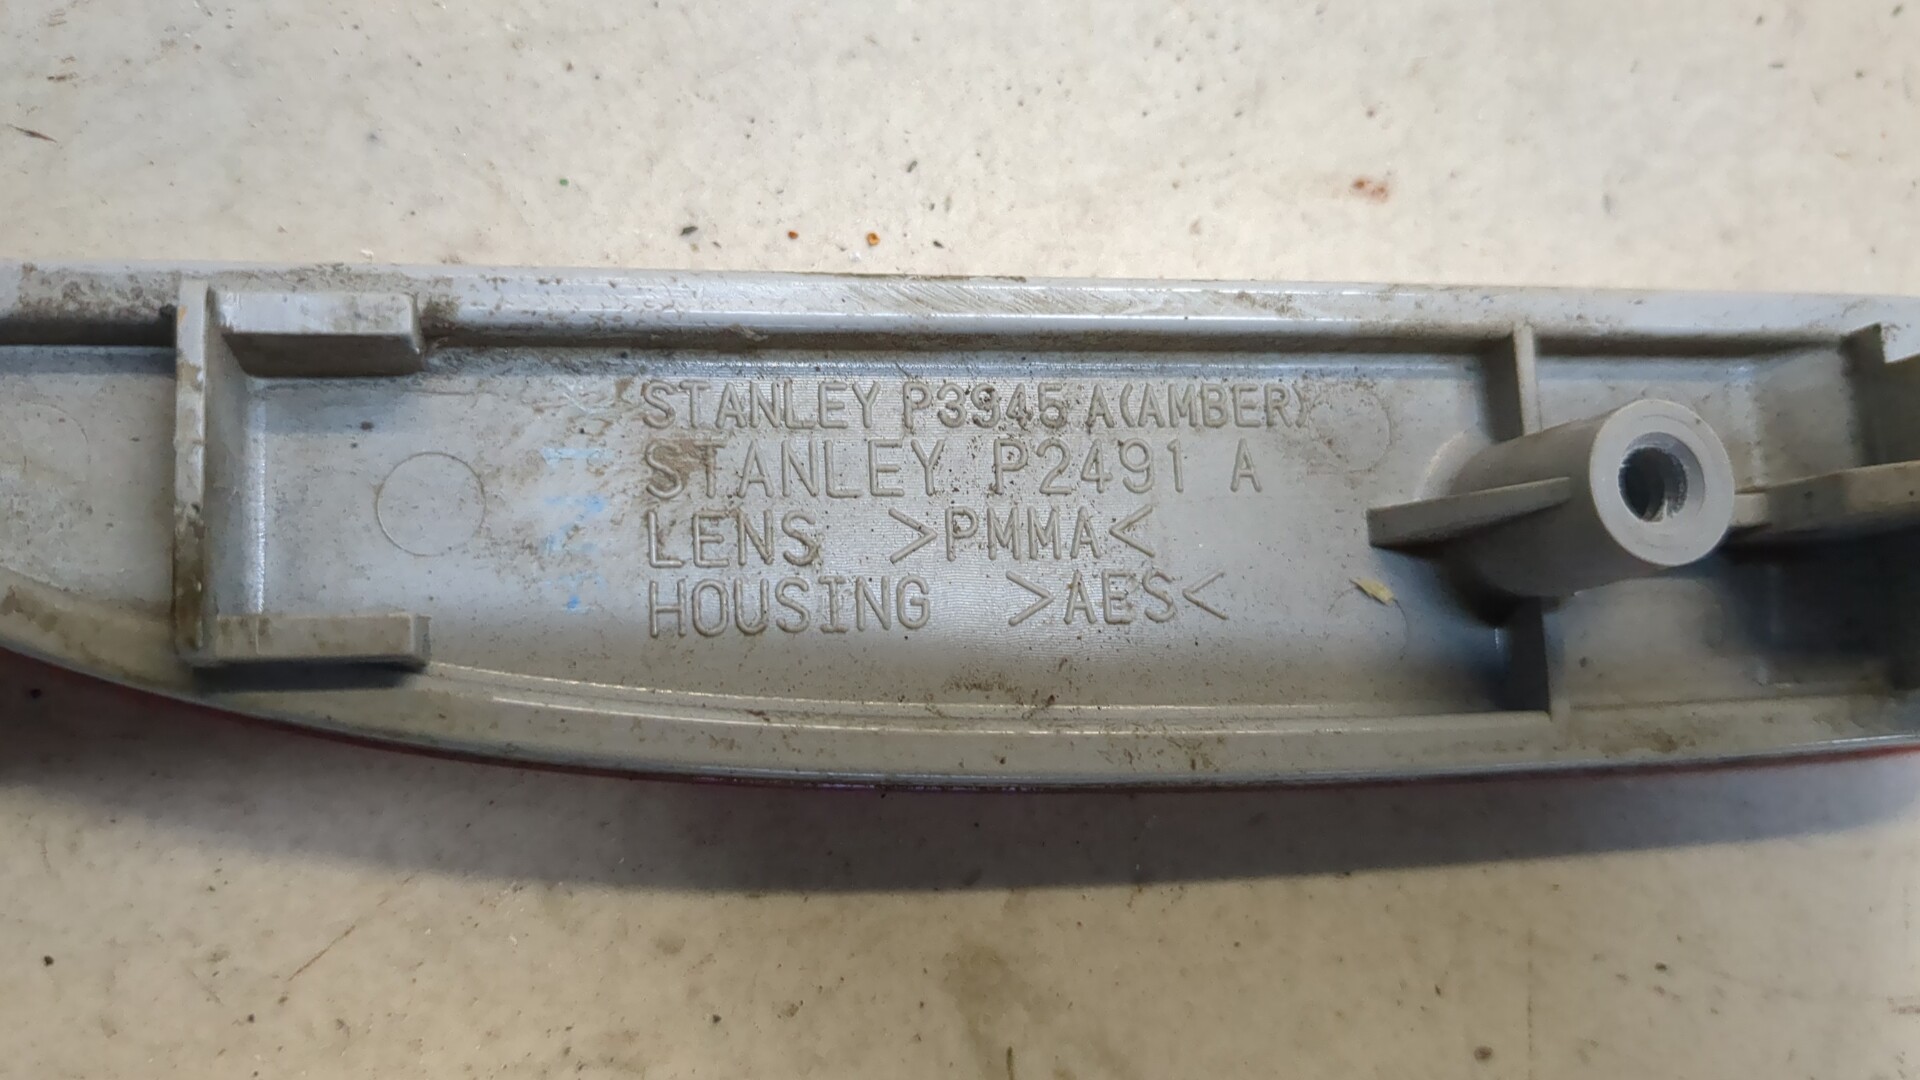 STANLEY P3945 A(AMBER)
STANLEY P2491 A
LENS >PMMA<
HOUSING >AES<